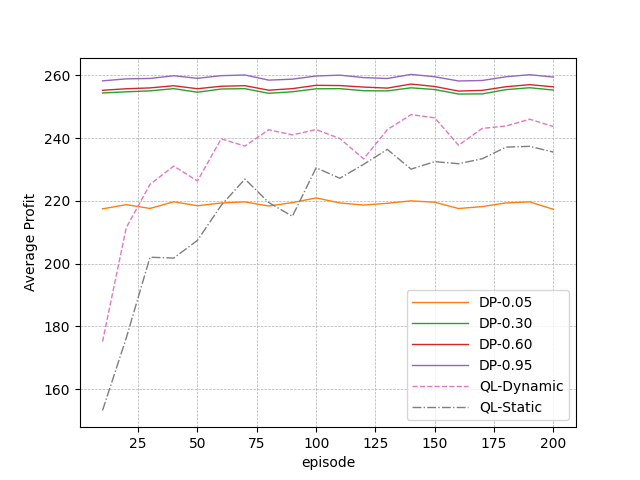 260
240
220
200
180
160
Average Profit
25 50 75 100 125 150 175 200
episode
DP-0.05
DP-0.30
DP-0.60
DP-0.95
QL-Dynamic
QL-Static